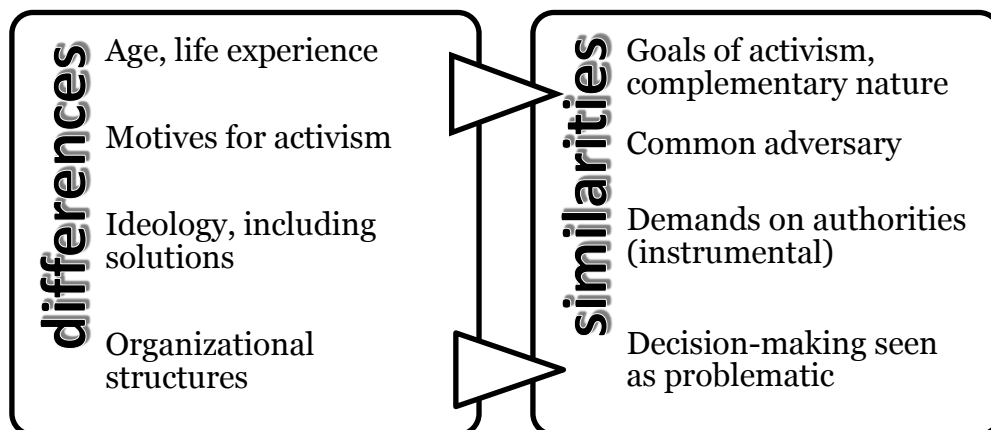 differences
Age, life experience
Motives for activism
Ideology, including
solutions
Organizational
structures
similarities
Goals of activism,
complementary nature
Common adversary
Demands on authorities
(instrumental)
Decision-making seen
as problematic